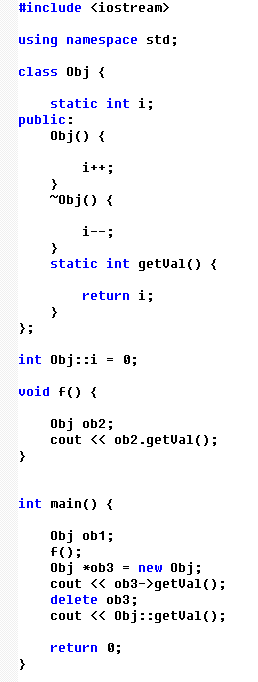 #include <iostream>
using namespace std;
class Obj {
static int i;
public:
Obj() {
i++;
}
~Obj() {
i--;
}
static int getVal() {
return i;
}
};
int Obj::i = 0;
void f() {
Obj ob2;
cout << ob2.getVal();
}
int main() {
Obj ob1;
f();
Obj *ob3 = new Obj;
cout << ob3->getVal();
delete ob3;
cout << Obj::getVal();
return 0;
}